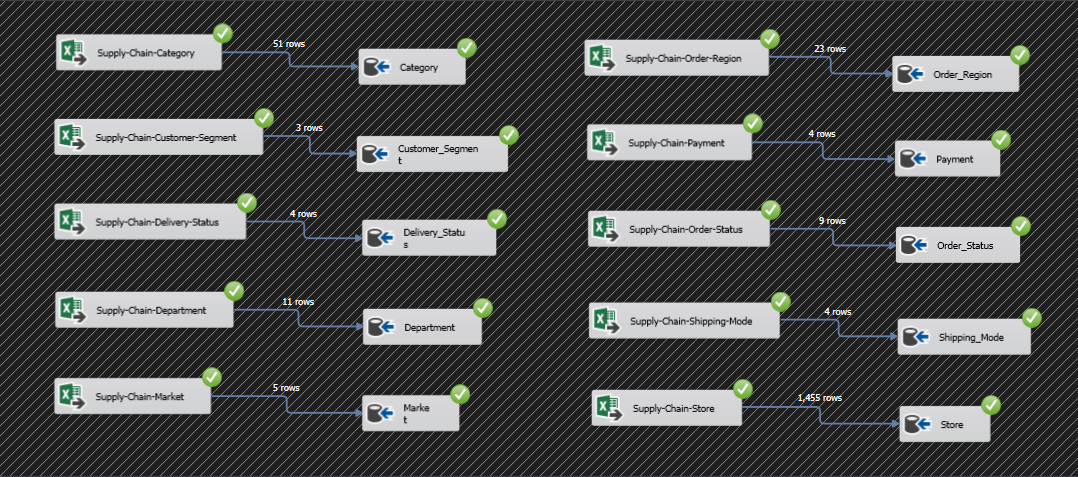 Supply-Chain-Category
51 rows
Category
Supply-Chain-Customer-Segment
3 rows
Customer_Segmen
t
Supply-Chain-Delivery-Status
4 rows
Delivery_Statu
s
Supply-Chain-Department
11 rows
Department
Supply-Chain-Market
5 rows
Marke
t
Supply-Chain-Order-Region
23 rows
Order_Region
Supply-Chain-Payment
4 rows
Payment
Supply-Chain-Order-Status
9 rows
Order_Status
Supply-Chain-Shipping-Mode
4 rows
Shipping_Mode
Supply-Chain-Store
1,455 rows
Store